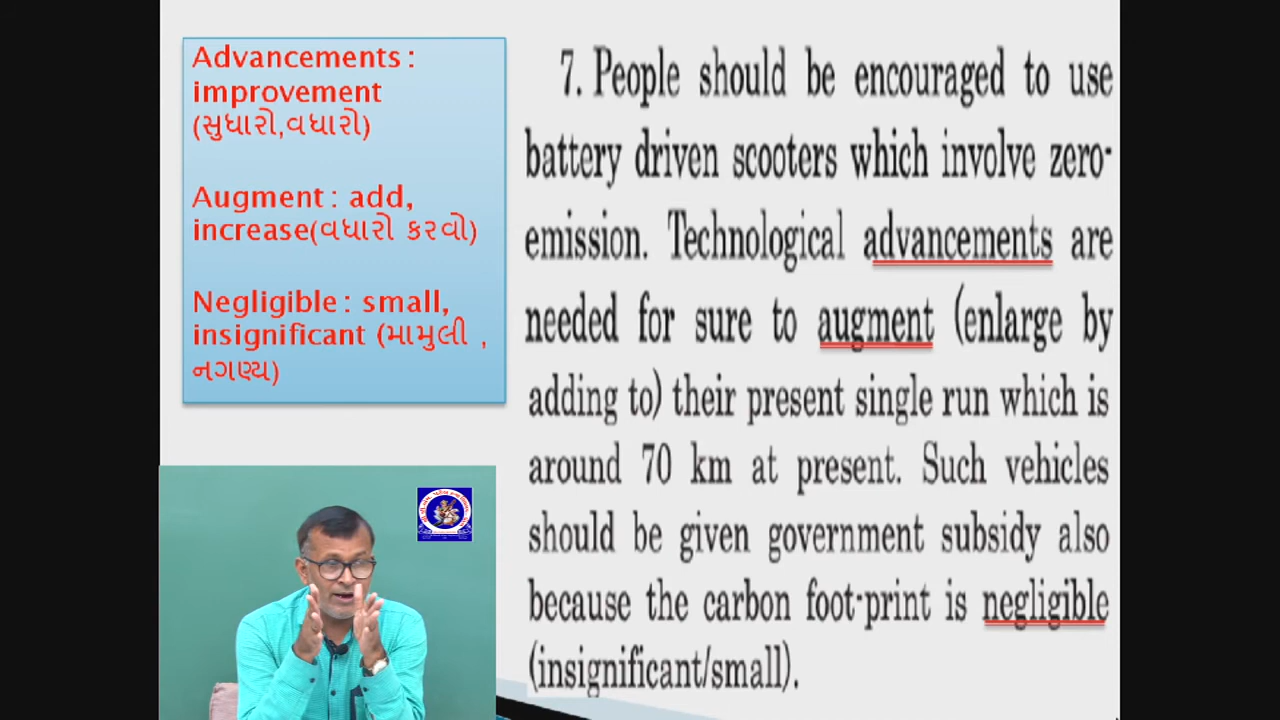 Advancements :
improvement
(સુધારો,વધારો)
Augment : add,
increase(વધારો કરવો)
Negligible : small,
insignificant (મામુલી ,
નગણ્ય)
7. People should be encouraged to use
battery driven scooters which involve zero-
emission. Technological advancements are
needed for sure to augment (enlarge by
adding to) their present single run which is
around 70 km at present. Such vehicles
should be given government subsidy also
because the carbon foot-print is negligible
(insignificant/small).